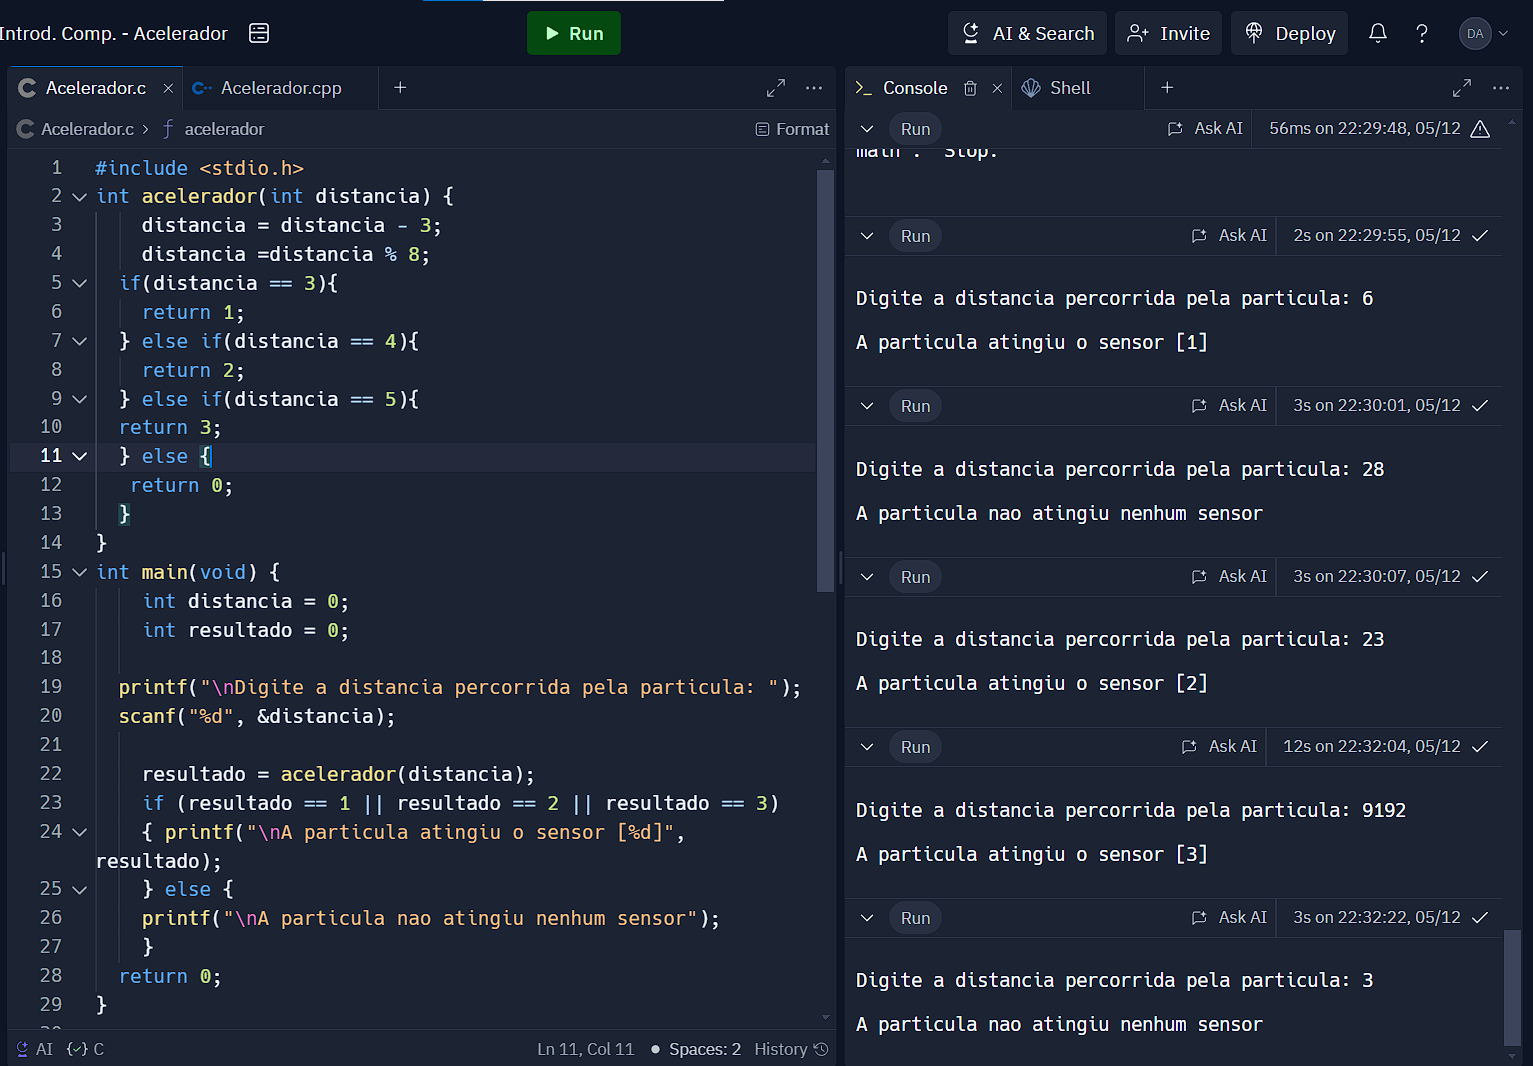 Introd. Comp. - Acelerador
Run
AI & Search
Invite
Deploy
DA
Acelerador.c
Acelerador.cpp
Acelerador.c > acelerador
Format
1 #include <stdio.h>
2 int acelerador(int distancia) {
3 distancia = distancia - 3;
4 distancia =distancia % 8;
5 if(distancia == 3){
6 return 1;
7 } else if(distancia == 4){
8 return 2;
9 } else if(distancia == 5){
10 return 3;
11 } else {
12 return 0;
13 }
14 }
15 int main(void) {
16 int distancia = 0;
17 int resultado = 0;
18
19 printf("\nDigite a distancia percorrida pela particula: ");
20 scanf("%d", &distancia);
21
22 resultado = acelerador(distancia);
23 if (resultado == 1 || resultado == 2 || resultado == 3)
24 { printf("\nA particula atingiu o sensor [%d]",
resultado);
25 } else {
26 printf("\nA particula nao atingiu nenhum sensor");
27 }
28 return 0;
29 }
AI
C
Ln 11, Col 11
Spaces: 2
History
Console
Shell
Run
Ask AI
56ms on 22:29:48, 05/12
math'. Stop.
Run
Ask AI
2s on 22:29:55, 05/12
Digite a distancia percorrida pela particula: 6
A particula atingiu o sensor [1]
Run
Ask AI
3s on 22:30:01, 05/12
Digite a distancia percorrida pela particula: 28
A particula nao atingiu nenhum sensor
Run
Ask AI
3s on 22:30:07, 05/12
Digite a distancia percorrida pela particula: 23
A particula atingiu o sensor [2]
Run
Ask AI
12s on 22:32:04, 05/12
Digite a distancia percorrida pela particula: 9192
A particula atingiu o sensor [3]
Run
Ask AI
3s on 22:32:22, 05/12
Digite a distancia percorrida pela particula: 3
A particula nao atingiu nenhum sensor